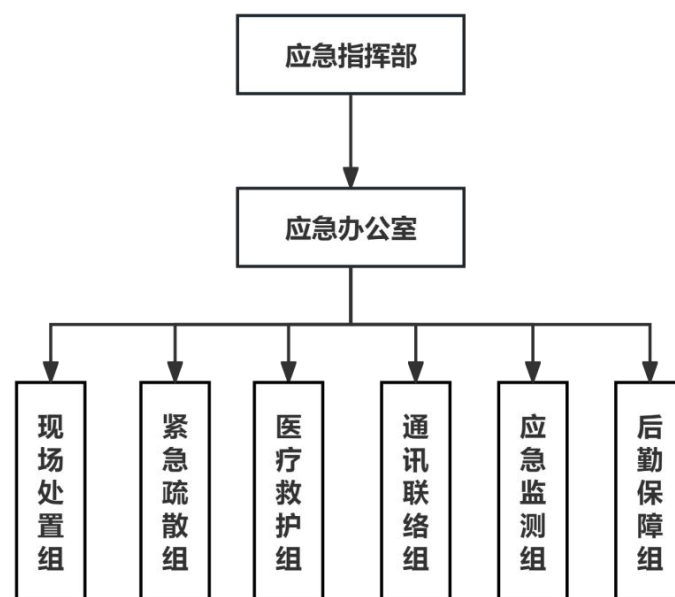 应急指挥部
应急办公室
现场处置组
紧急疏散组
医疗救护组
通讯联络组
应急监测组
后勤保障组